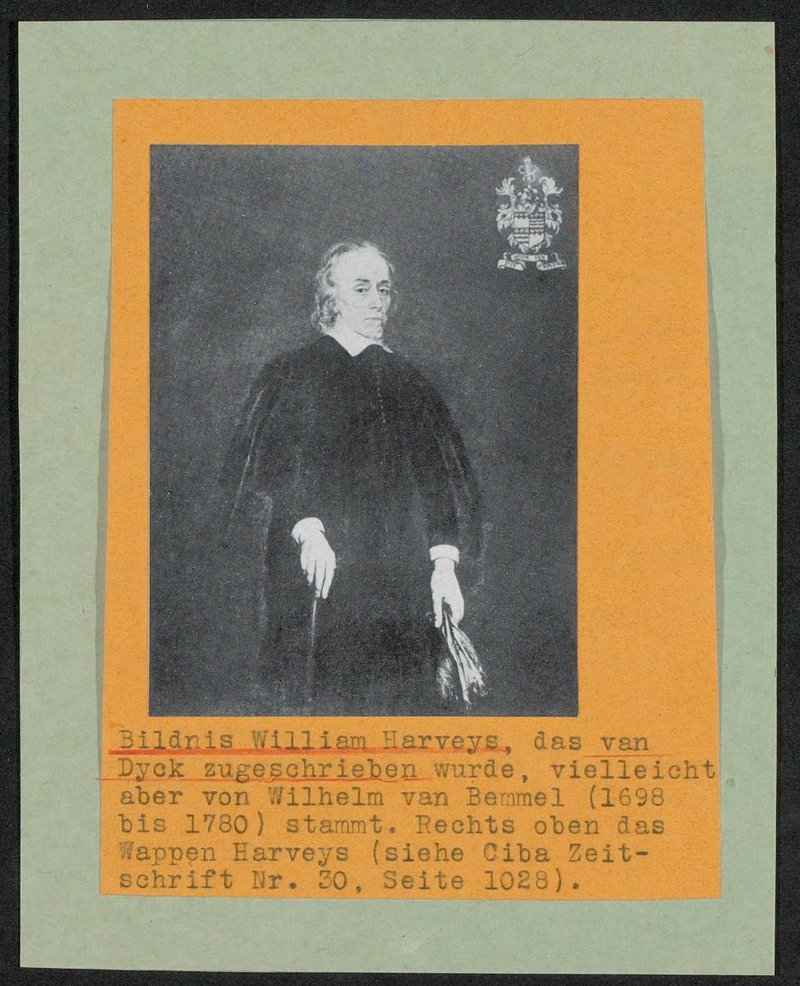 Bildnis William Harveys, das van
Dyck zugeschrieben wurde, vielleicht
aber von Wilhelm van Bemmel (1698
bis 1780) stammt. Rechts oben das
Wappen Harveys (siehe Ciba Zeit-
schrift Nr. 30, Seite 1028).